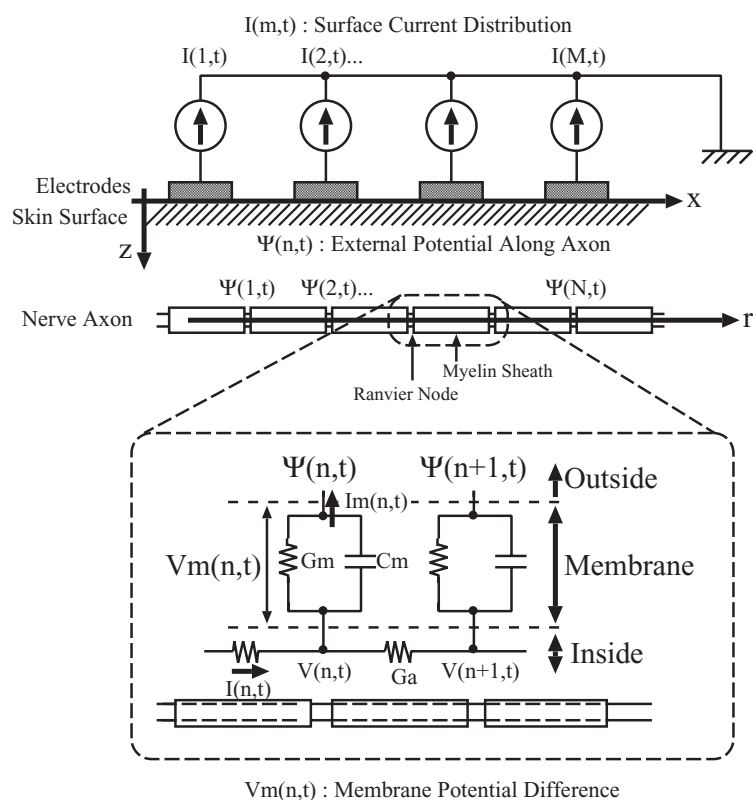 I(m,t) : Surface Current Distribution
I(1,t) I(2,t)... I(M,t)
Electrodes
Skin Surface
x
z
Ψ(n,t) : External Potential Along Axon
Ψ(1,t) Ψ(2,t)... Ψ(N,t)
Nerve Axon
r
Myelin Sheath
Ranvier Node
Ψ(n,t) Ψ(n+1,t)
Outside
Im(n,t)
Vm(n,t) Gm Cm Membrane
Inside
I(n,t) V(n,t) Ga V(n+1,t)
Vm(n,t) : Membrane Potential Difference